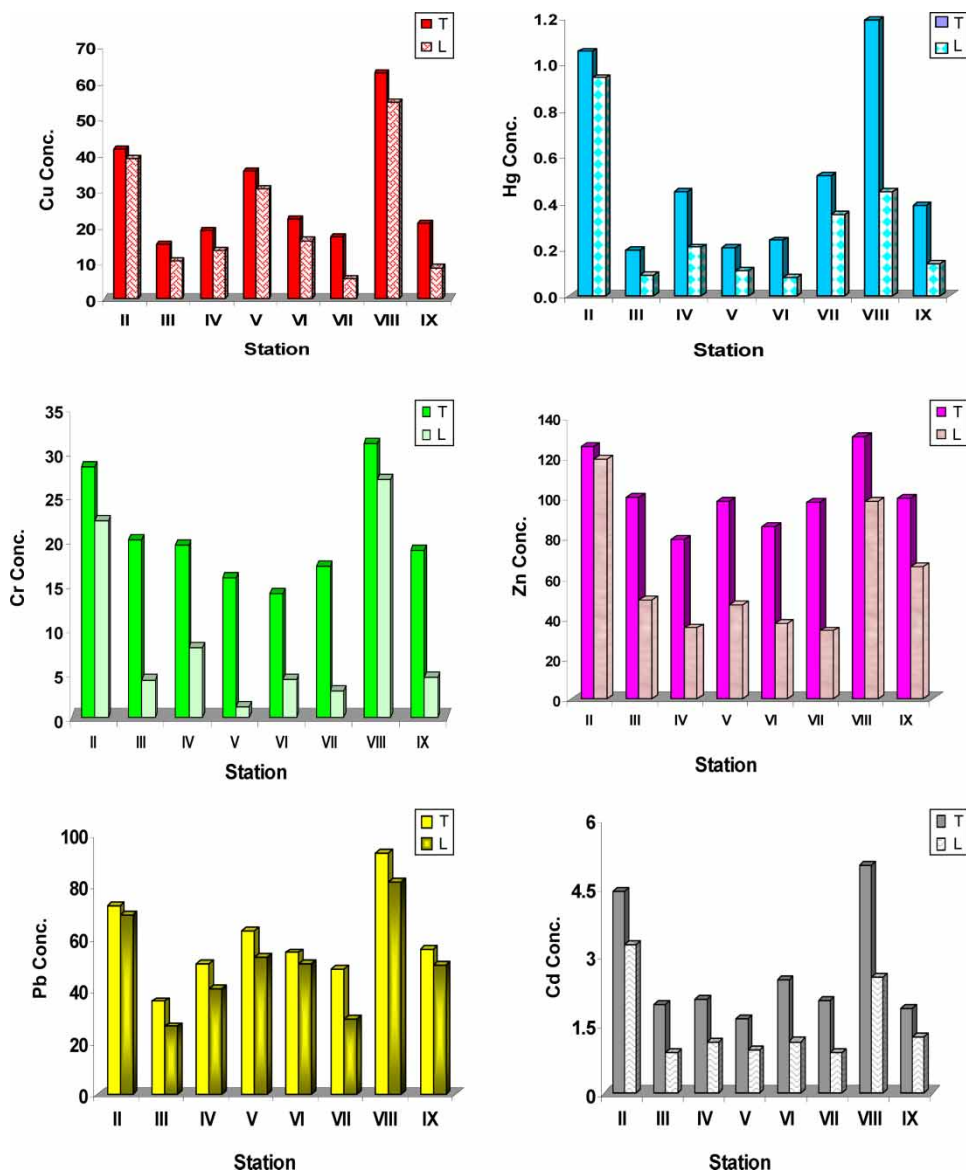 T
L
70
60
50
40
30
20
10
0
Cu Conc.
II III IV V VI VII VIII IX
Station
T
L
1.2
1.0
0.8
0.6
0.4
0.2
0.0
Hg Conc.
II III IV V VI VII VIII IX
Station
T
L
35
30
25
20
15
10
5
0
Cr Conc.
II III IV V VI VII VIII IX
Station
T
L
140
120
100
80
60
40
20
0
Zn Conc.
II III IV V VI VII VIII IX
Station
T
L
100
80
60
40
20
0
Pb Conc.
II III IV V VI VII VIII IX
Station
T
L
6
4.5
3
1.5
0
Cd Conc.
II III IV V VI VII VIII IX
Station